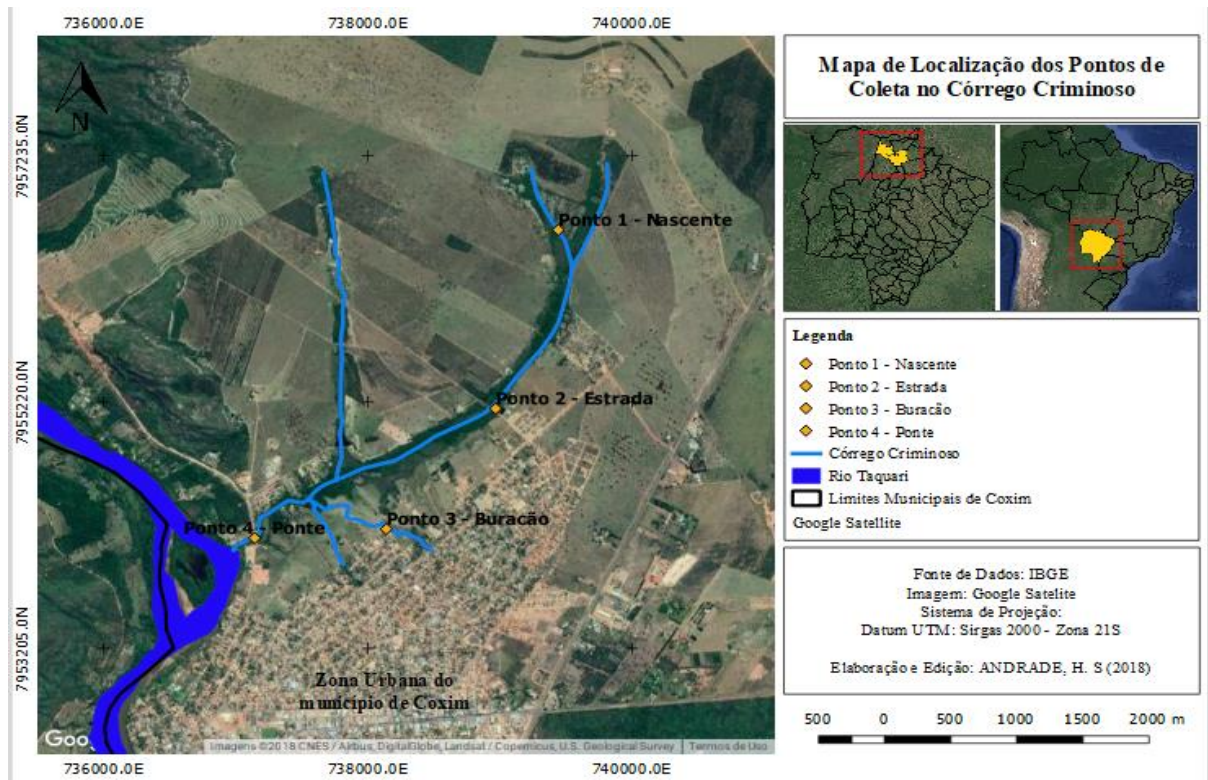 736000.0E 738000.0E 740000.0E
7957235.0N
7955220.0N
7953205.0N
N
Ponto 1 - Nascente
Ponto 2 - Estrada
Ponto 3 - Buracão
Ponto 4 - Ponte
Zona Urbana do
município de Coxim
Goo
Imagens ©2018 CNES / Airbus, DigitalGlobe, Landsat / Copernicus, U.S. Geological Survey | Termos de Uso
736000.0E 738000.0E 740000.0E
Mapa de Localização dos Pontos de
Coleta no Córrego Criminoso
Legenda
Ponto 1 - Nascente
Ponto 2 - Estrada
Ponto 3 - Buracão
Ponto 4 - Ponte
Córrego Criminoso
Rio Taquari
Limites Municipais de Coxim
Google Satellite
Fonte de Dados: IBGE
Imagem: Google Satelite
Sistema de Projeção:
Datum UTM: Sirgas 2000 - Zona 21S
Elaboração e Edição: ANDRADE, H. S (2018)
500 0 500 1000 1500 2000 m